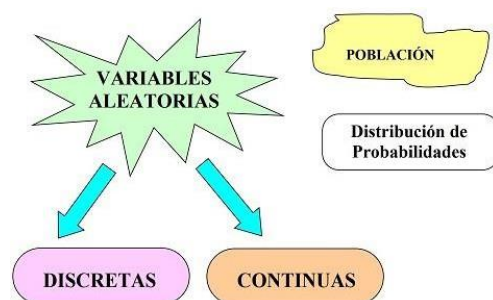 VARIABLES
ALEATORIAS
POBLACIÓN
Distribución de
Probabilidades
DISCRETAS
CONTINUAS